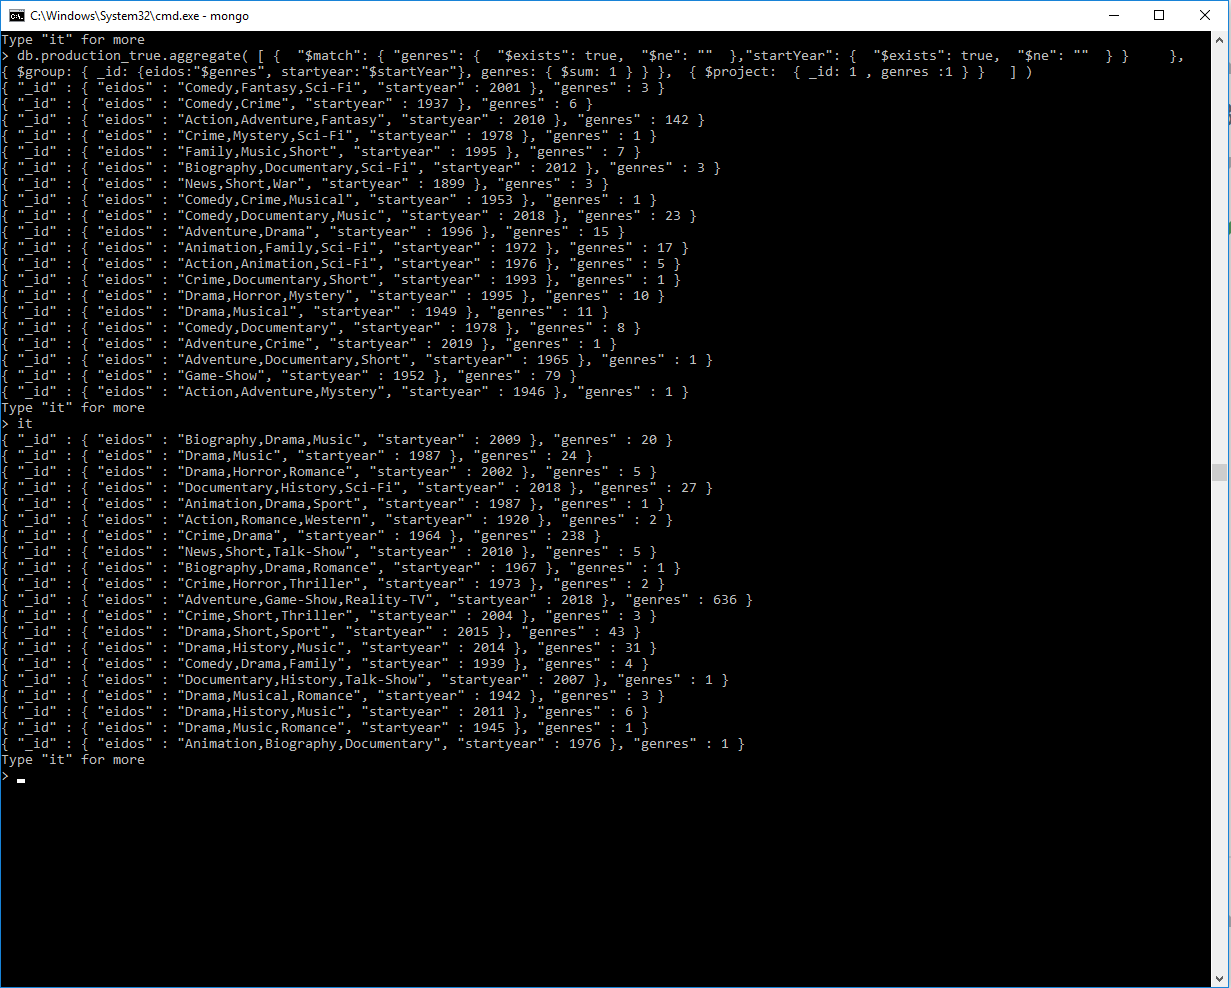 C:\Windows\System32\cmd.exe - mongo
Type "it" for more
> db.production_true.aggregate( [ {  "$match": { "genres": {  "$exists": true,  "$ne": ""  },"startYear": {  "$exists": true,  "$ne": ""  } }     },
{ $group: { _id: {eidos:"$genres", startyear:"$startYear"}, genres: { $sum: 1 } } },  { $project:  { _id: 1 , genres :1 } }   ] )
{ "_id" : { "eidos" : "Comedy,Fantasy,Sci-Fi", "startyear" : 2001 }, "genres" : 3 }
{ "_id" : { "eidos" : "Comedy,Crime", "startyear" : 1937 }, "genres" : 6 }
{ "_id" : { "eidos" : "Action,Adventure,Fantasy", "startyear" : 2010 }, "genres" : 142 }
{ "_id" : { "eidos" : "Crime,Mystery,Sci-Fi", "startyear" : 1978 }, "genres" : 1 }
{ "_id" : { "eidos" : "Family,Music,Short", "startyear" : 1995 }, "genres" : 7 }
{ "_id" : { "eidos" : "Biography,Documentary,Sci-Fi", "startyear" : 2012 }, "genres" : 3 }
{ "_id" : { "eidos" : "News,Short,War", "startyear" : 1899 }, "genres" : 3 }
{ "_id" : { "eidos" : "Comedy,Crime,Musical", "startyear" : 1953 }, "genres" : 1 }
{ "_id" : { "eidos" : "Comedy,Documentary,Music", "startyear" : 2018 }, "genres" : 23 }
{ "_id" : { "eidos" : "Adventure,Drama", "startyear" : 1996 }, "genres" : 15 }
{ "_id" : { "eidos" : "Animation,Family,Sci-Fi", "startyear" : 1972 }, "genres" : 17 }
{ "_id" : { "eidos" : "Action,Animation,Sci-Fi", "startyear" : 1976 }, "genres" : 5 }
{ "_id" : { "eidos" : "Crime,Documentary,Short", "startyear" : 1993 }, "genres" : 1 }
{ "_id" : { "eidos" : "Drama,Horror,Mystery", "startyear" : 1995 }, "genres" : 10 }
{ "_id" : { "eidos" : "Drama,Musical", "startyear" : 1949 }, "genres" : 11 }
{ "_id" : { "eidos" : "Comedy,Documentary", "startyear" : 1978 }, "genres" : 8 }
{ "_id" : { "eidos" : "Adventure,Crime", "startyear" : 2019 }, "genres" : 1 }
{ "_id" : { "eidos" : "Adventure,Documentary,Short", "startyear" : 1965 }, "genres" : 1 }
{ "_id" : { "eidos" : "Game-Show", "startyear" : 1952 }, "genres" : 79 }
{ "_id" : { "eidos" : "Action,Adventure,Mystery", "startyear" : 1946 }, "genres" : 1 }
Type "it" for more
> it
{ "_id" : { "eidos" : "Biography,Drama,Music", "startyear" : 2009 }, "genres" : 20 }
{ "_id" : { "eidos" : "Drama,Music", "startyear" : 1987 }, "genres" : 24 }
{ "_id" : { "eidos" : "Drama,Horror,Romance", "startyear" : 2002 }, "genres" : 5 }
{ "_id" : { "eidos" : "Documentary,History,Sci-Fi", "startyear" : 2018 }, "genres" : 27 }
{ "_id" : { "eidos" : "Animation,Drama,Sport", "startyear" : 1987 }, "genres" : 1 }
{ "_id" : { "eidos" : "Action,Romance,Western", "startyear" : 1920 }, "genres" : 2 }
{ "_id" : { "eidos" : "Crime,Drama", "startyear" : 1964 }, "genres" : 238 }
{ "_id" : { "eidos" : "News,Short,Talk-Show", "startyear" : 2010 }, "genres" : 5 }
{ "_id" : { "eidos" : "Biography,Drama,Romance", "startyear" : 1967 }, "genres" : 1 }
{ "_id" : { "eidos" : "Crime,Horror,Thriller", "startyear" : 1973 }, "genres" : 2 }
{ "_id" : { "eidos" : "Adventure,Game-Show,Reality-TV", "startyear" : 2018 }, "genres" : 636 }
{ "_id" : { "eidos" : "Crime,Short,Thriller", "startyear" : 2004 }, "genres" : 3 }
{ "_id" : { "eidos" : "Drama,Short,Sport", "startyear" : 2015 }, "genres" : 43 }
{ "_id" : { "eidos" : "Drama,History,Music", "startyear" : 2014 }, "genres" : 31 }
{ "_id" : { "eidos" : "Comedy,Drama,Family", "startyear" : 1939 }, "genres" : 4 }
{ "_id" : { "eidos" : "Documentary,History,Talk-Show", "startyear" : 2007 }, "genres" : 1 }
{ "_id" : { "eidos" : "Drama,Musical,Romance", "startyear" : 1942 }, "genres" : 3 }
{ "_id" : { "eidos" : "Drama,History,Music", "startyear" : 2011 }, "genres" : 6 }
{ "_id" : { "eidos" : "Drama,Music,Romance", "startyear" : 1945 }, "genres" : 1 }
{ "_id" : { "eidos" : "Animation,Biography,Documentary", "startyear" : 1976 }, "genres" : 1 }
Type "it" for more
>